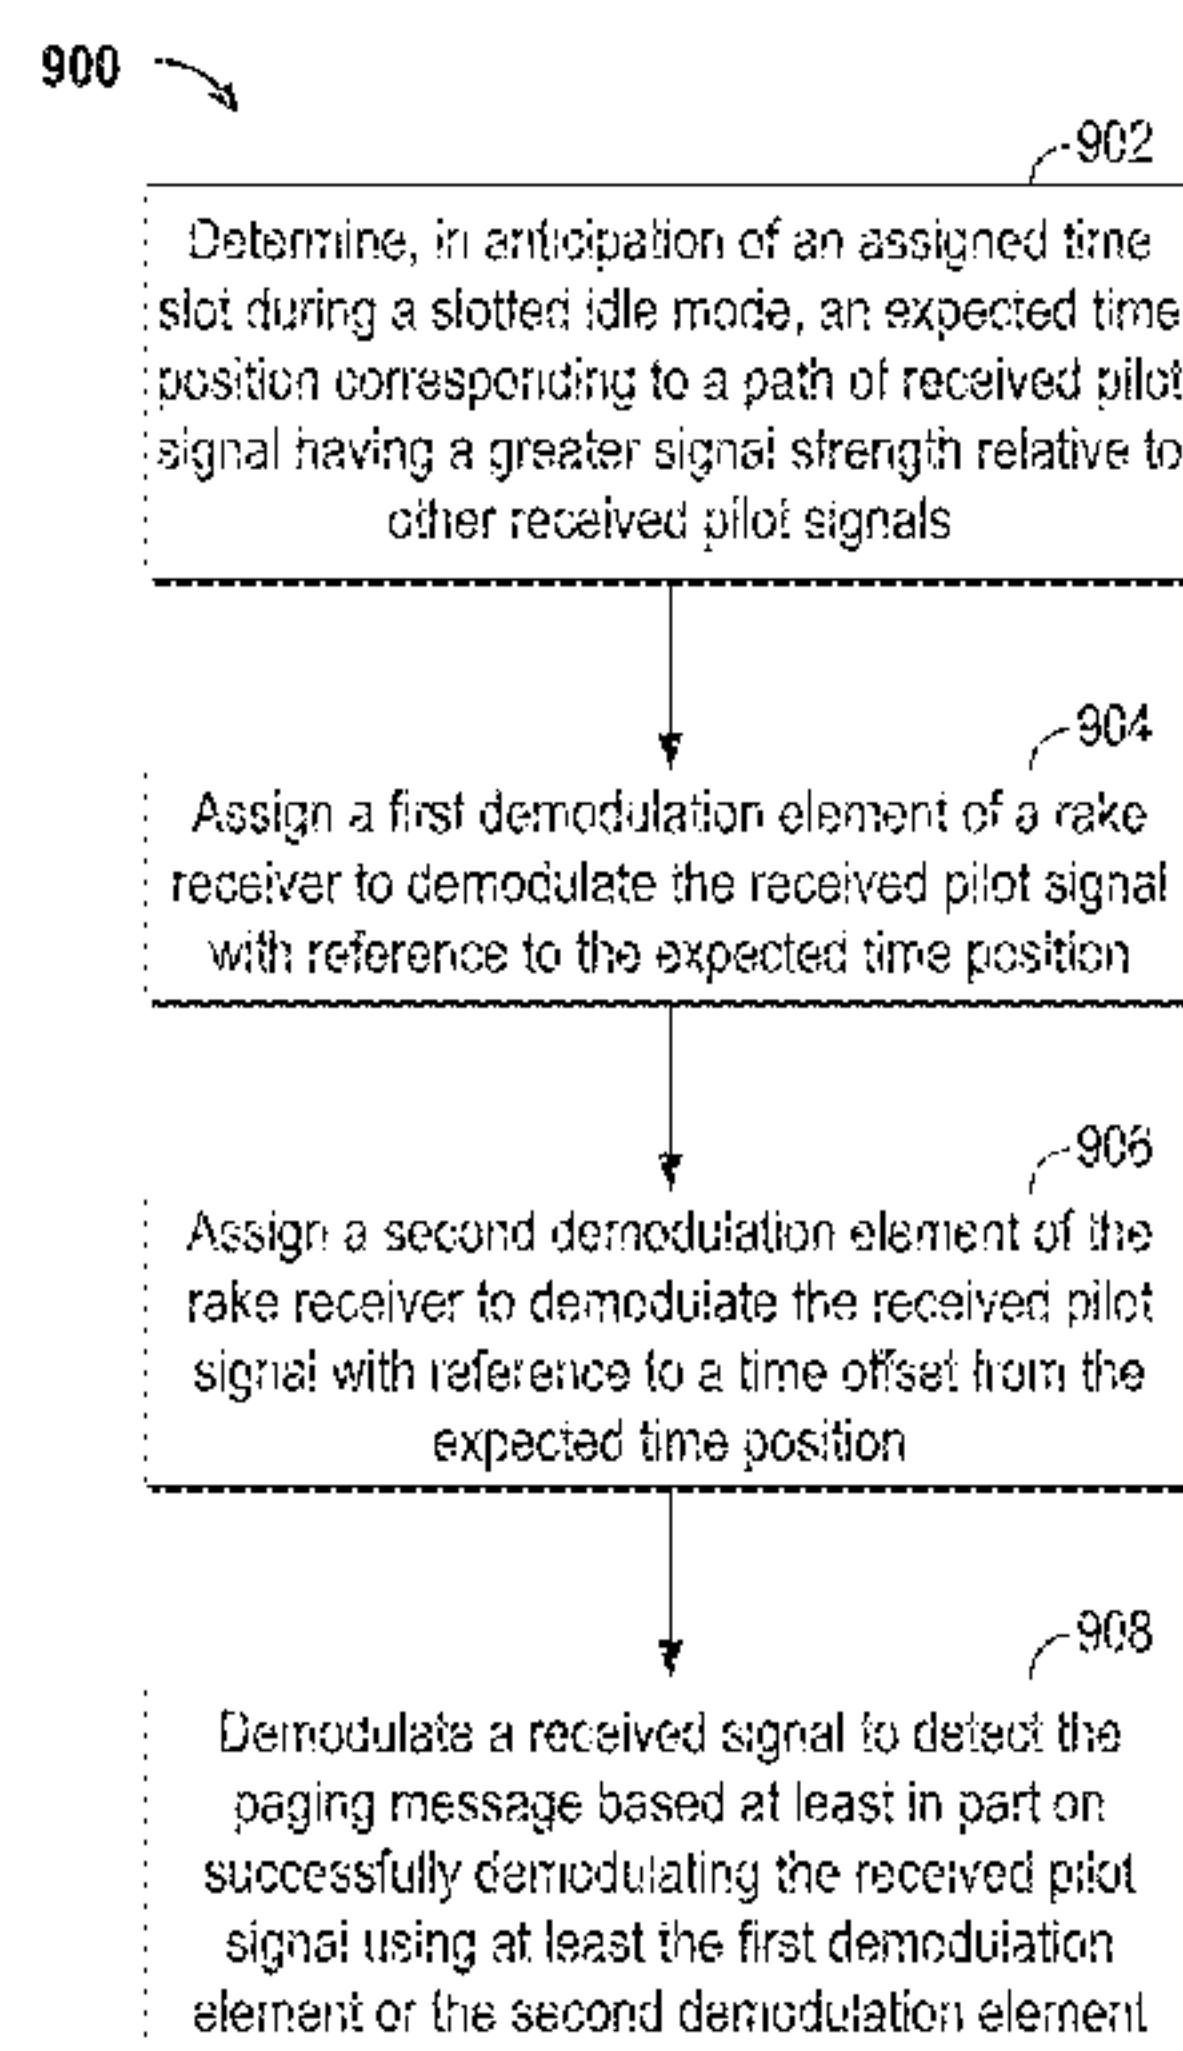 900
902
Determine, in anticipation of an assigned time
slot during a slotted idle mode, an expected time
position corresponding to a path of received pilot
signal having a greater signal strength relative to
other received pilot signals
904
Assign a first demodulation element of a rake
receiver to demodulate the received pilot signal
with reference to the expected time position
906
Assign a second demodulation element of the
rake receiver to demodulate the received pilot
signal with reference to a time offset from the
expected time position
908
Demodulate a received signal to detect the
paging message based at least in part on
successfully demodulating the received pilot
signal using at least the first demodulation
element or the second demodulation element